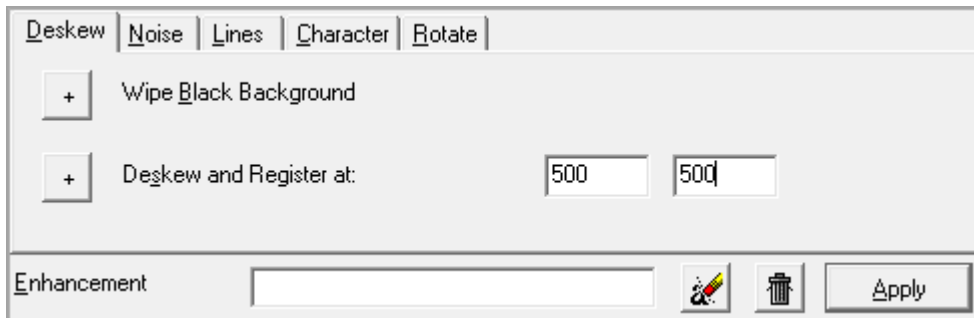 Deskew Noise Lines Character Rotate
+ Wipe Black Background
+ Deskew and Register at: 500 500
Enhancement Apply